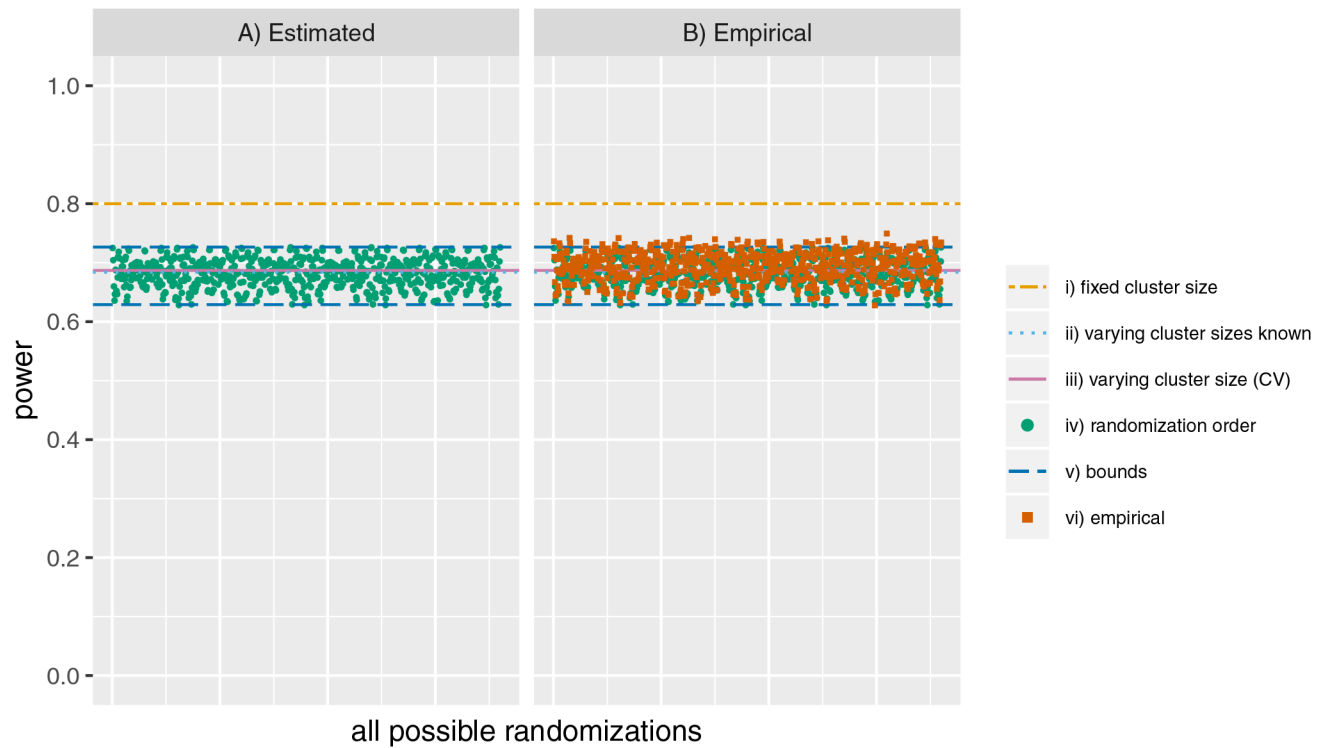 A) Estimated
B) Empirical
1.0
0.8
0.6
0.4
0.2
0.0
power
all possible randomizations
i) fixed cluster size
ii) varying cluster sizes known
iii) varying cluster size (CV)
iv) randomization order
v) bounds
vi) empirical